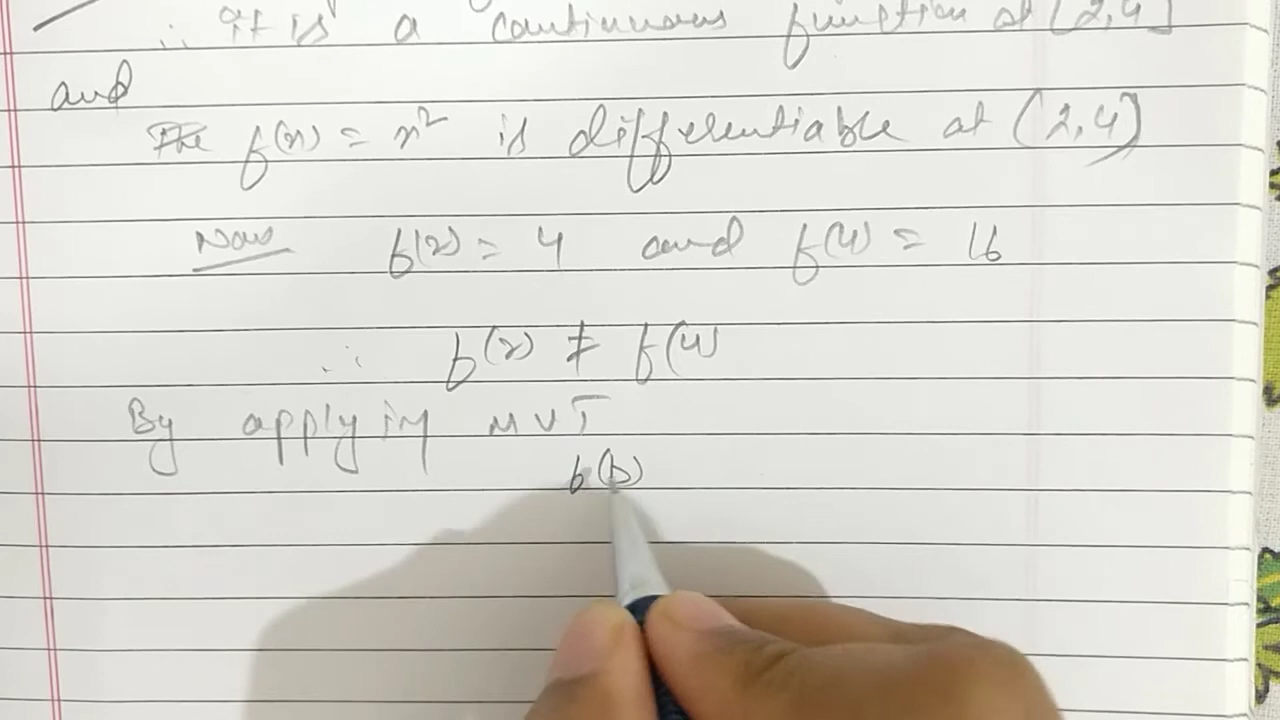 ∴ It is a continuous function at [2,4]
and
f(x) = x² is differentiable at (2,4)
Now f(2) = 4 and f(4) = 16
∴ f(2) ≠ f(4)
By applying MVT
f(b)